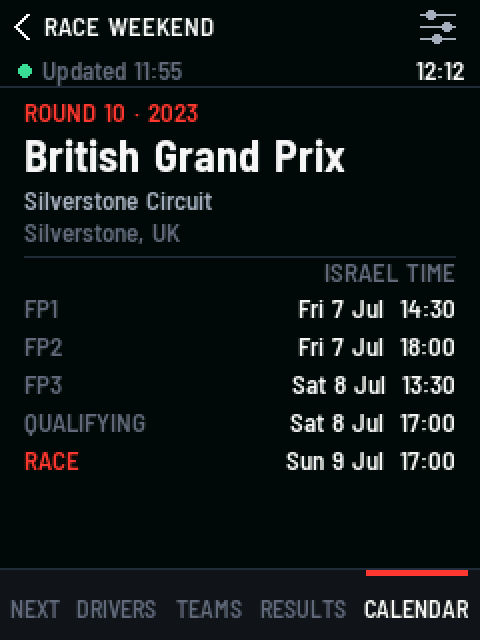 RACE WEEKEND
Updated 11:55 12:12
ROUND 10 · 2023
British Grand Prix
Silverstone Circuit
Silverstone, UK
ISRAEL TIME
FP1 Fri 7 Jul 14:30
FP2 Fri 7 Jul 18:00
FP3 Sat 8 Jul 13:30
QUALIFYING Sat 8 Jul 17:00
RACE Sun 9 Jul 17:00
NEXT DRIVERS TEAMS RESULTS CALENDAR